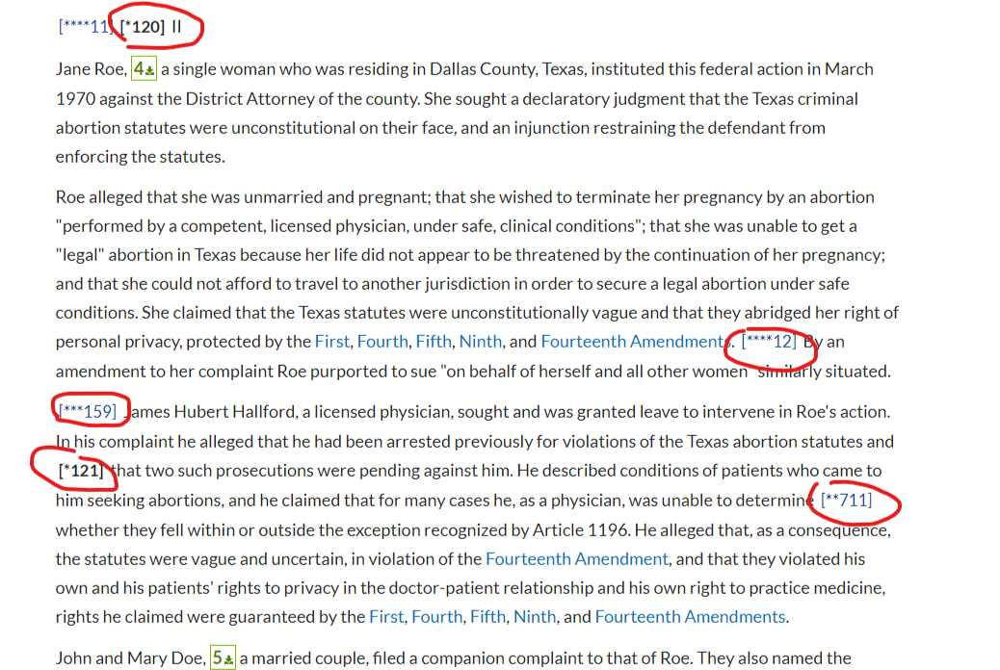 [****11] [*120] II
Jane Roe, 4 a single woman who was residing in Dallas County, Texas, instituted this federal action in March
1970 against the District Attorney of the county. She sought a declaratory judgment that the Texas criminal
abortion statutes were unconstitutional on their face, and an injunction restraining the defendant from
enforcing the statutes.
Roe alleged that she was unmarried and pregnant; that she wished to terminate her pregnancy by an abortion
"performed by a competent, licensed physician, under safe, clinical conditions"; that she was unable to get a
"legal" abortion in Texas because her life did not appear to be threatened by the continuation of her pregnancy;
and that she could not afford to travel to another jurisdiction in order to secure a legal abortion under safe
conditions. She claimed that the Texas statutes were unconstitutionally vague and that they abridged her right of
personal privacy, protected by the First, Fourth, Fifth, Ninth, and Fourteenth Amendments. [****12] By an
amendment to her complaint Roe purported to sue "on behalf of herself and all other women" similarly situated.
[***159] James Hubert Hallford, a licensed physician, sought and was granted leave to intervene in Roe's action.
In his complaint he alleged that he had been arrested previously for violations of the Texas abortion statutes and
[*121] that two such prosecutions were pending against him. He described conditions of patients who came to
him seeking abortions, and he claimed that for many cases he, as a physician, was unable to determine [**711]
whether they fell within or outside the exception recognized by Article 1196. He alleged that, as a consequence,
the statutes were vague and uncertain, in violation of the Fourteenth Amendment, and that they violated his
own and his patients' rights to privacy in the doctor-patient relationship and his own right to practice medicine,
rights he claimed were guaranteed by the First, Fourth, Fifth, Ninth, and Fourteenth Amendments.
John and Mary Doe, 5 a married couple, filed a companion complaint to that of Roe. They also named the